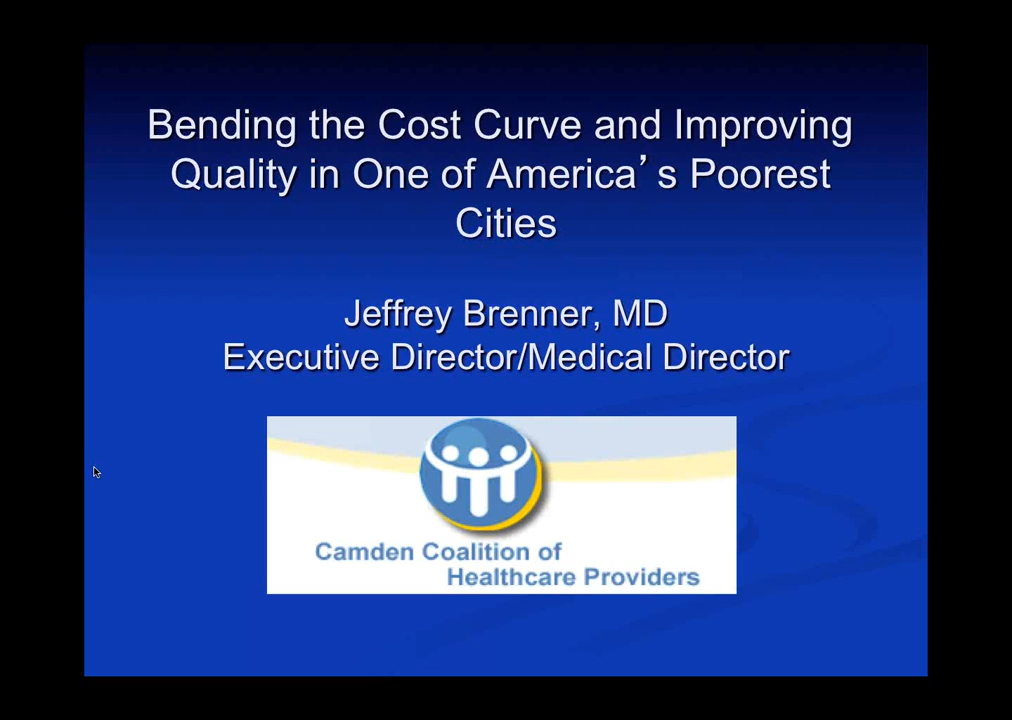 Bending the Cost Curve and Improving
Quality in One of America’s Poorest
Cities
Jeffrey Brenner, MD
Executive Director/Medical Director
Camden Coalition of
Healthcare Providers